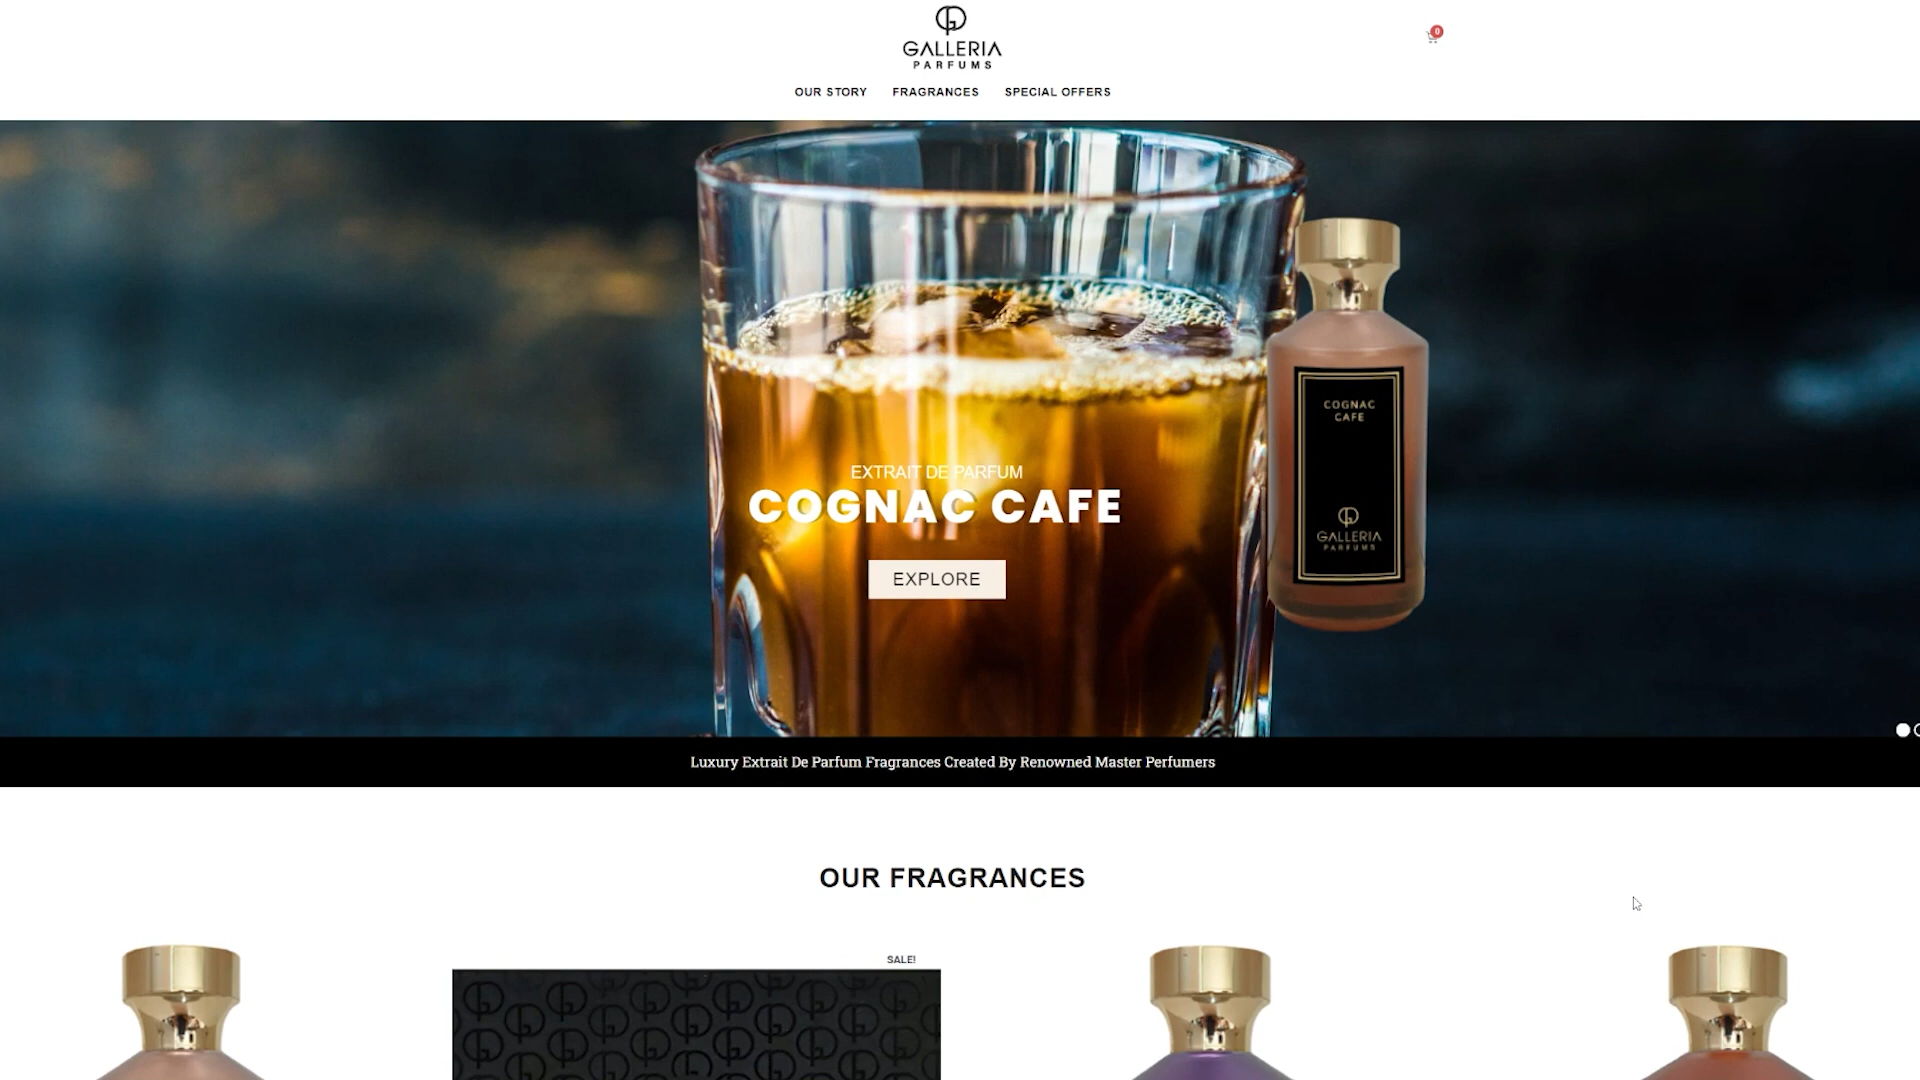 GALLERIA
PARFUMS
0
OUR STORY
FRAGRANCES
SPECIAL OFFERS
EXTRAIT DE PARFUM
COGNAC CAFE
EXPLORE
COGNAC
CAFE
GALLERIA
PARFUMS
Luxury Extrait De Parfum Fragrances Created By Renowned Master Perfumers
OUR FRAGRANCES
SALE!